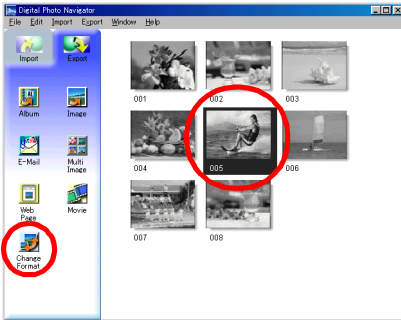 Digital Photo Navigator
File Edit Import Export Window Help
Import Export
001 002 003
Album Image
004 005 006
E-Mail Multi Image
Web Page Movie
007 008
Change Format